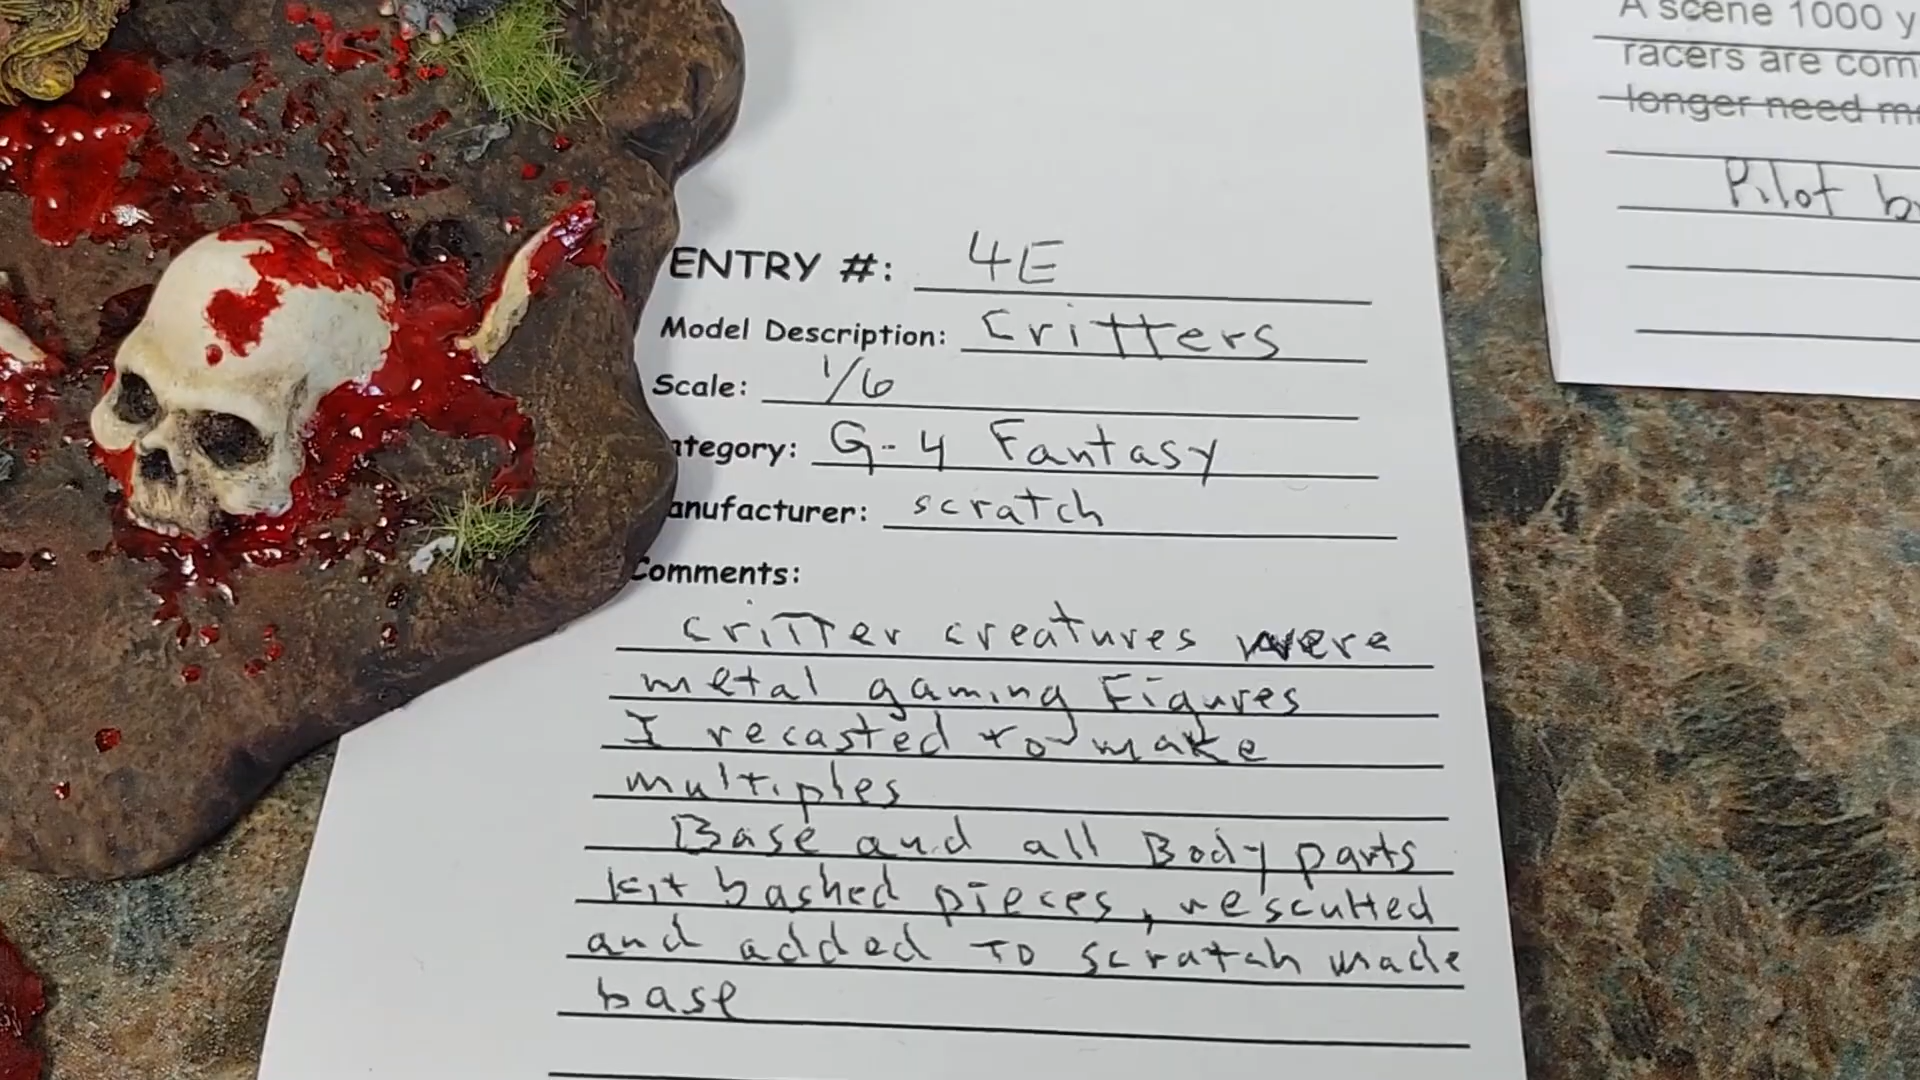 ENTRY #: 4E
Model Description: Critters
Scale: 1/6
ategory: G-4 Fantasy
anufacturer: scratch
Comments:
critter creatures were
metal gaming Figures
I recasted to make
multiples
Base and all Body parts
kit bashed pieces, resculted
and added to scratch made
base
A scene 1000 y
racers are com
longer need m
Pilot b